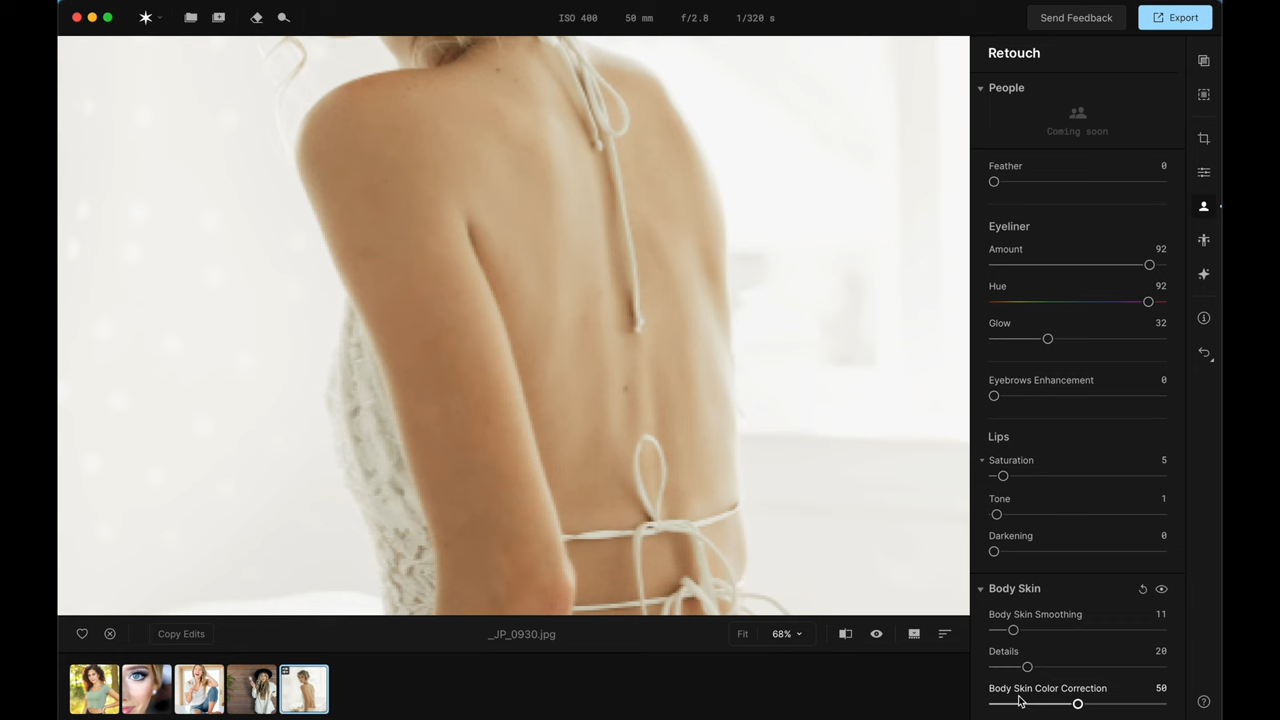 ISO 400 50 mm f/2.8 1/320 s
Send Feedback
Export
Retouch
People
Coming soon
Feather 0
Eyeliner
Amount 92
Hue 92
Glow 32
Eyebrows Enhancement 0
Lips
Saturation 5
Tone 1
Darkening 0
Body Skin
Body Skin Smoothing 11
Details 20
Body Skin Color Correction 50
Copy Edits
_JP_0930.jpg
Fit 68%